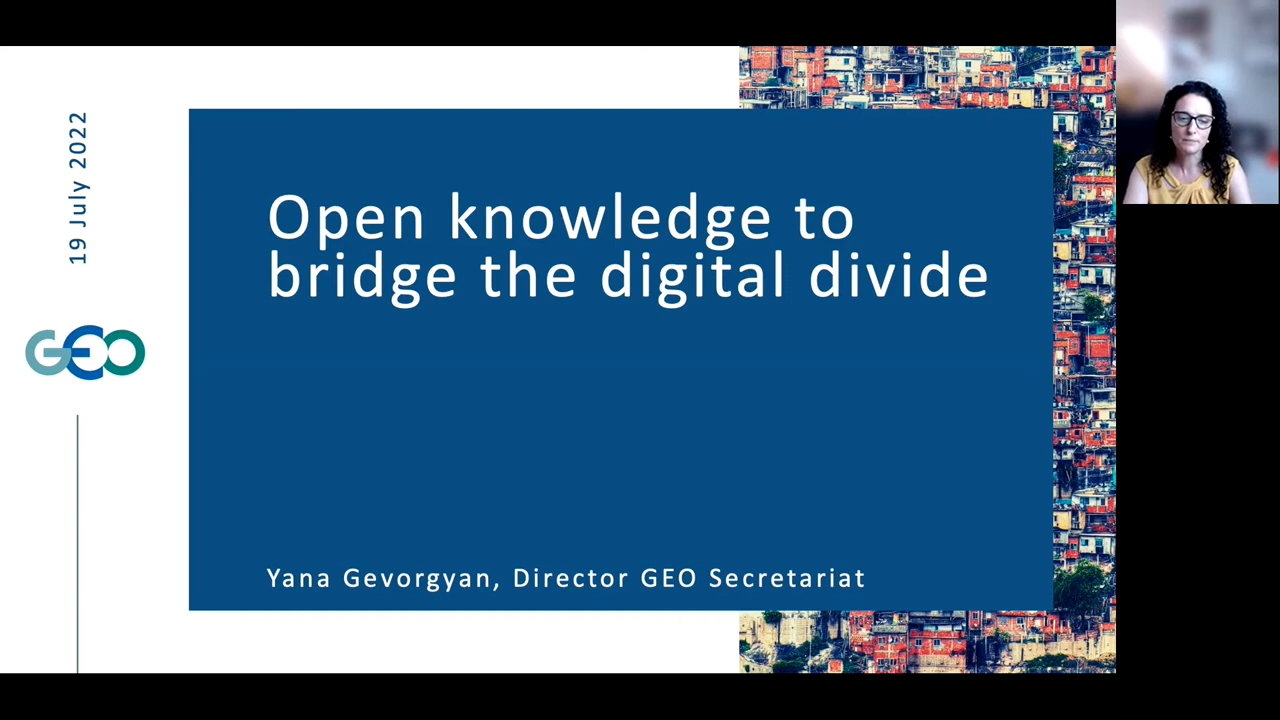 19 July 2022
GEO
Open knowledge to
bridge the digital divide
Yana Gevorgyan, Director GEO Secretariat